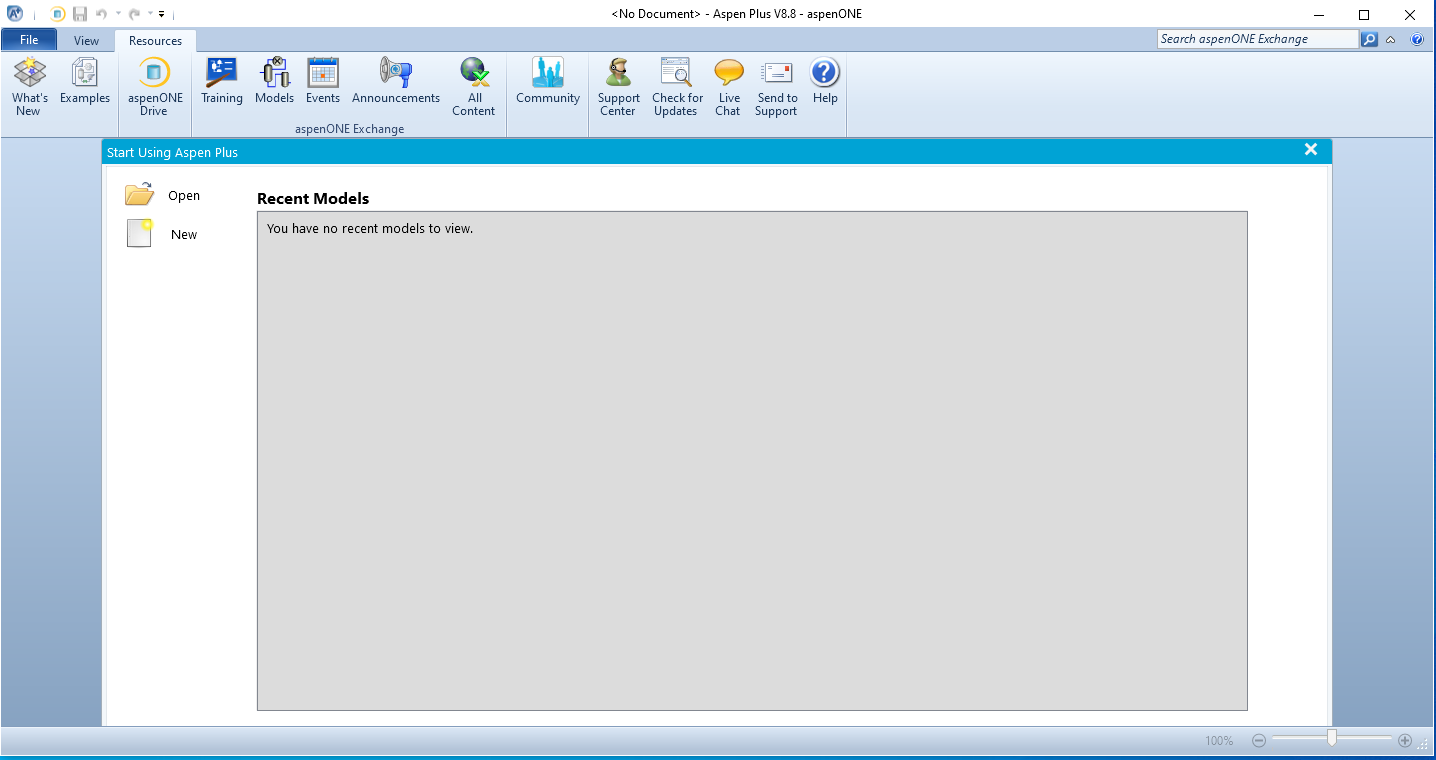 <No Document> - Aspen Plus V8.8 - aspenONE
File
View
Resources
Search aspenONE Exchange
What's
New
Examples
aspenONE
Drive
Training
Models
Events
Announcements
All
Content
Community
Support
Center
Check for
Updates
Live
Chat
Send to
Support
Help
aspenONE Exchange
Start Using Aspen Plus
Open
New
Recent Models
You have no recent models to view.
100%